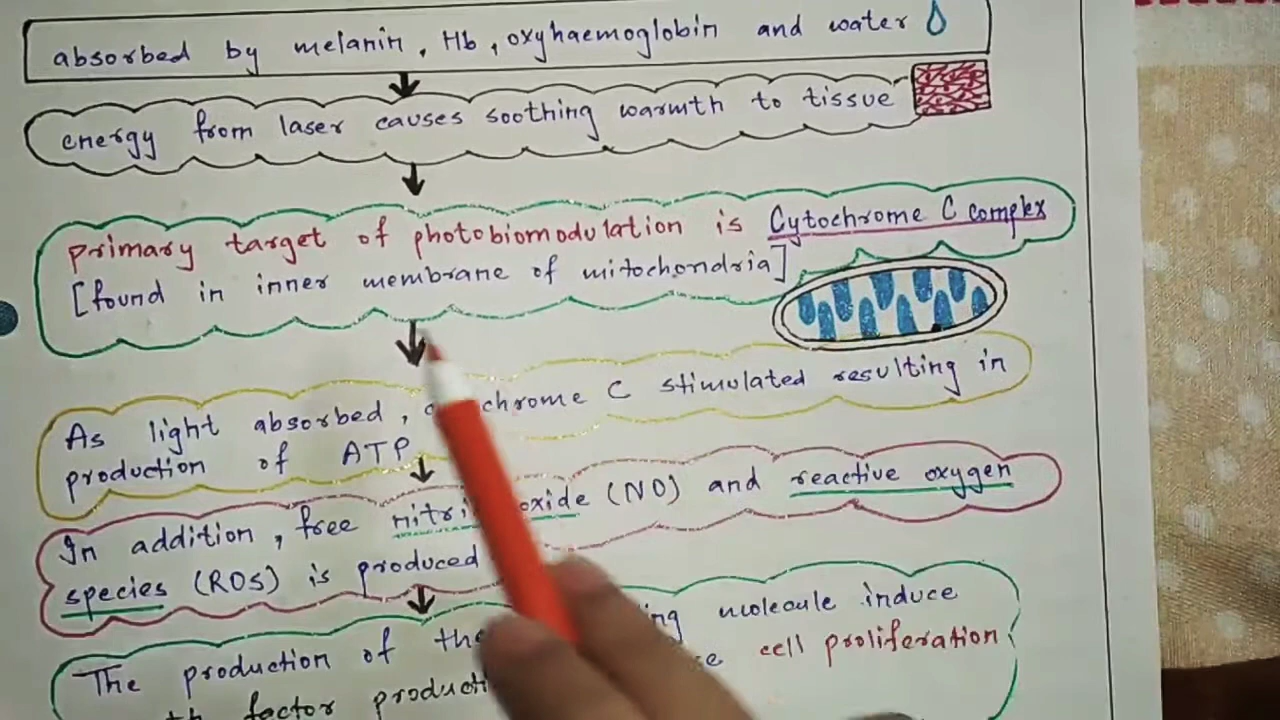 absorbed by melanin, Hb, oxyhaemoglobin and water
energy from laser causes soothing warmth to tissue
Primary target of photobiomodulation is Cytochrome C complex
[found in inner membrane of mitochondria]
As light absorbed, chrome C stimulated resulting in
production of ATP
In addition, free nitric oxide (NO) and reactive oxygen
species (ROS) is produced
The production of molecule induce
factor cell proliferation